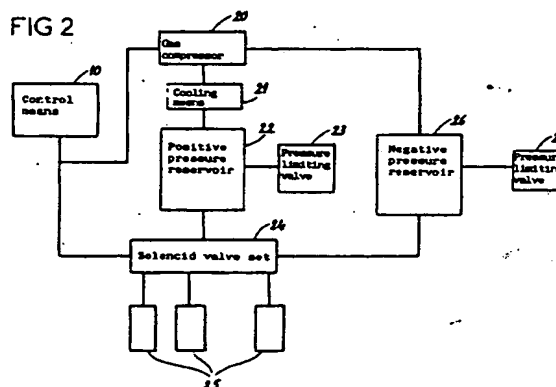 FIG 2
20
Gas
compressor
10
Control
means
Cooling
means
21
22
Positive
pressure
reservoir
23
Pressure
limiting
valve
26
Negative
pressure
reservoir
Pressure
limiting
valve
24
Solenoid valve set
25